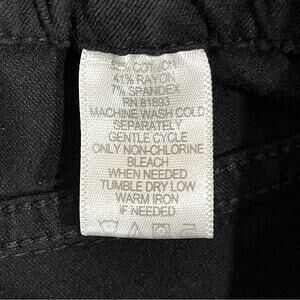 COTTON
41% RAYON
7% SPANDEX
RN 81893
MACHINE WASH COLD
SEPARATELY
GENTLE CYCLE
ONLY NON-CHLORINE
BLEACH
WHEN NEEDED
TUMBLE DRY LOW
WARM IRON
IF NEEDED